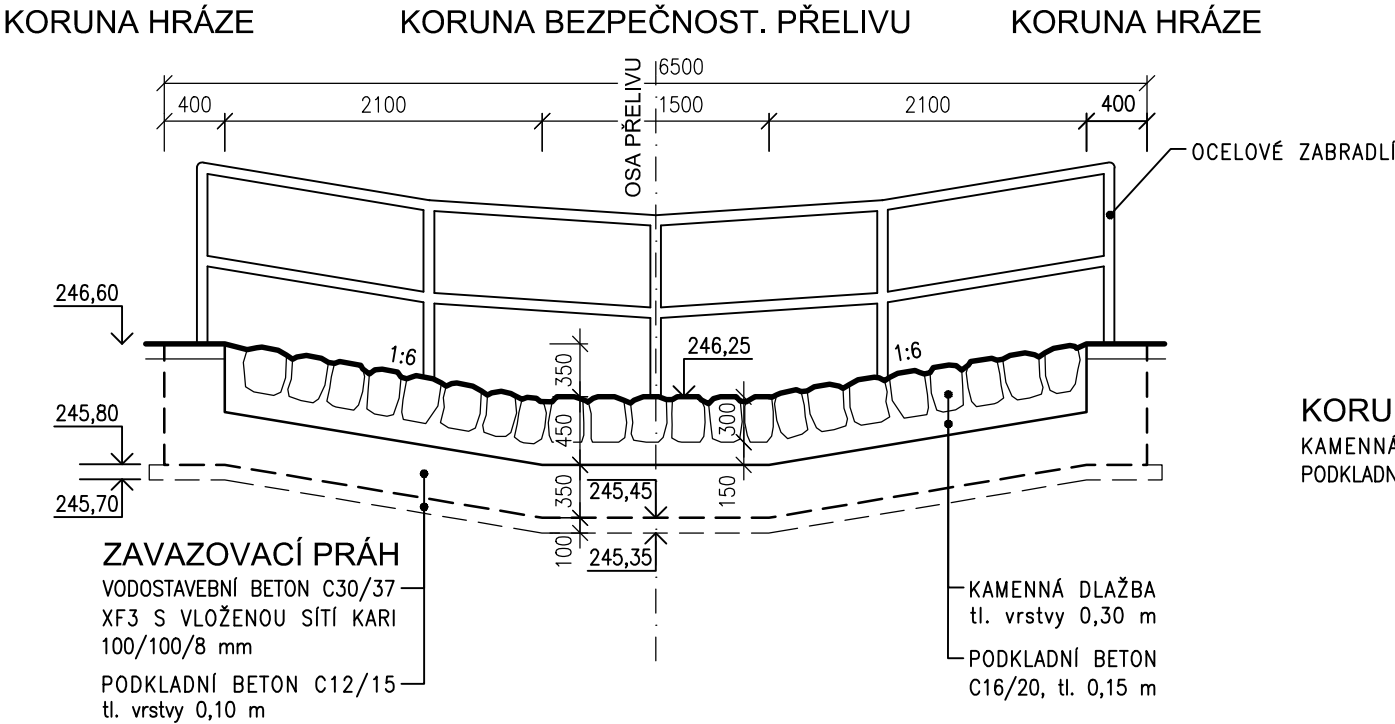 KORUNA HRÁZE KORUNA BEZPEČNOST. PŘELIVU KORUNA HRÁZE
6500
400 2100 1500 2100 400
OSA PŘELIVU
OCELOVÉ ZABRADLÍ
246,60
1:6 350 246,25 1:6
245,80
450 300
KORU
KAMENNÁ
PODKLADN
245,70
350 245,45 150
100 245,35
ZAVAZOVACÍ PRÁH
VODOSTAVEBNÍ BETON C30/37
XF3 S VLOŽENOU SÍTÍ KARI
100/100/8 mm
PODKLADNÍ BETON C12/15
tl. vrstvy 0,10 m
KAMENNÁ DLAŽBA
tl. vrstvy 0,30 m
PODKLADNÍ BETON
C16/20, tl. 0,15 m